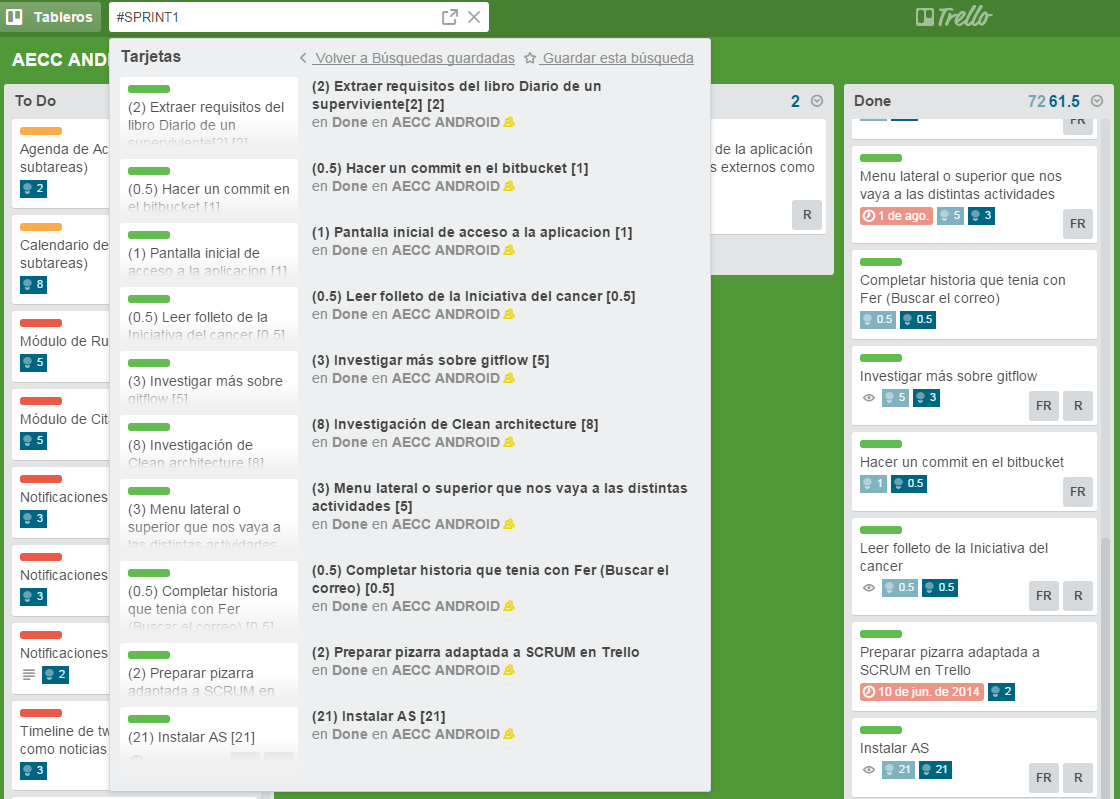 Tableros
#SPRINT1
Trello
AECC AND
Tarjetas
Volver a Búsquedas guardadas
Guardar esta búsqueda
(2) Extraer requisitos del
libro Diario de un
superviviente[2] [2]
(2) Extraer requisitos del libro Diario de un
superviviente[2] [2]
en Done en AECC ANDROID
(0.5) Hacer un commit en
el bitbucket [1]
(0.5) Hacer un commit en el bitbucket [1]
en Done en AECC ANDROID
(1) Pantalla inicial de
acceso a la aplicacion [1]
(1) Pantalla inicial de acceso a la aplicacion [1]
en Done en AECC ANDROID
(0.5) Leer folleto de la
Iniciativa del cancer [0.5]
(0.5) Leer folleto de la Iniciativa del cancer [0.5]
en Done en AECC ANDROID
(3) Investigar más sobre
gitflow [5]
(3) Investigar más sobre gitflow [5]
en Done en AECC ANDROID
(8) Investigación de
Clean architecture [8]
(8) Investigación de Clean architecture [8]
en Done en AECC ANDROID
(3) Menu lateral o
superior que nos vaya a
las distintas actividades
(3) Menu lateral o superior que nos vaya a las distintas
actividades [5]
en Done en AECC ANDROID
(0.5) Completar historia
que tenia con Fer
(Buscar el correo) [0.5]
(0.5) Completar historia que tenia con Fer (Buscar el
correo) [0.5]
en Done en AECC ANDROID
(2) Preparar pizarra
adaptada a SCRUM en
(2) Preparar pizarra adaptada a SCRUM en Trello
en Done en AECC ANDROID
(21) Instalar AS [21]
(21) Instalar AS [21]
en Done en AECC ANDROID
To Do
Agenda de Ac
subtareas)
2
Calendario de
subtareas)
8
Módulo de Ru
5
Módulo de Cit
5
Notificaciones
3
Notificaciones
3
Notificaciones
2
Timeline de tw
como noticias
3
2
de la aplicación
s externos como
R
Done
72 61.5
FR
Menu lateral o superior que nos
vaya a las distintas actividades
1 de ago. 5 3
FR
Completar historia que tenia con
Fer (Buscar el correo)
0.5 0.5
Investigar más sobre gitflow
5 3
FR R
Hacer un commit en el bitbucket
1 0.5
FR
Leer folleto de la Iniciativa del
cancer
0.5 0.5
FR R
Preparar pizarra adaptada a
SCRUM en Trello
10 de jun. de 2014 2
Instalar AS
21 21
FR R